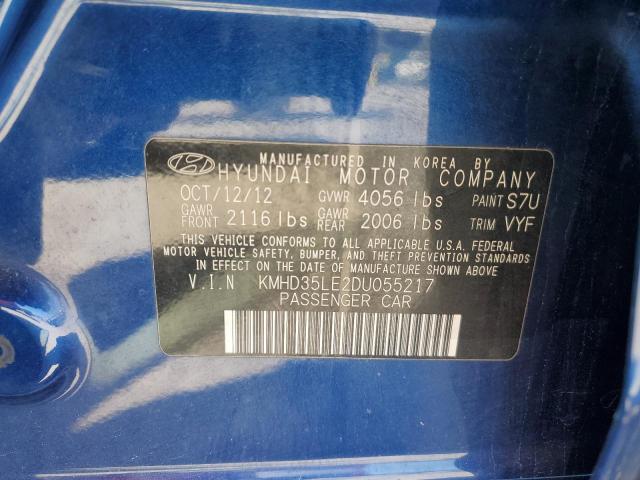 MANUFACTURED IN KOREA BY
HYUNDAI MOTOR COMPANY
OCT/12/12 GVWR 4056 lbs PAINT S7U
GAWR FRONT 2116 lbs GAWR REAR 2006 lbs TRIM VYF
THIS VEHICLE CONFORMS TO ALL APPLICABLE U.S.A. FEDERAL
MOTOR VEHICLE SAFETY, BUMPER, AND THEFT PREVENTION
STANDARDS IN EFFECT ON THE DATE OF MANUFACTURE SHOWN ABOVE
V.I.N KMHD35LE2DU055217
PASSENGER CAR